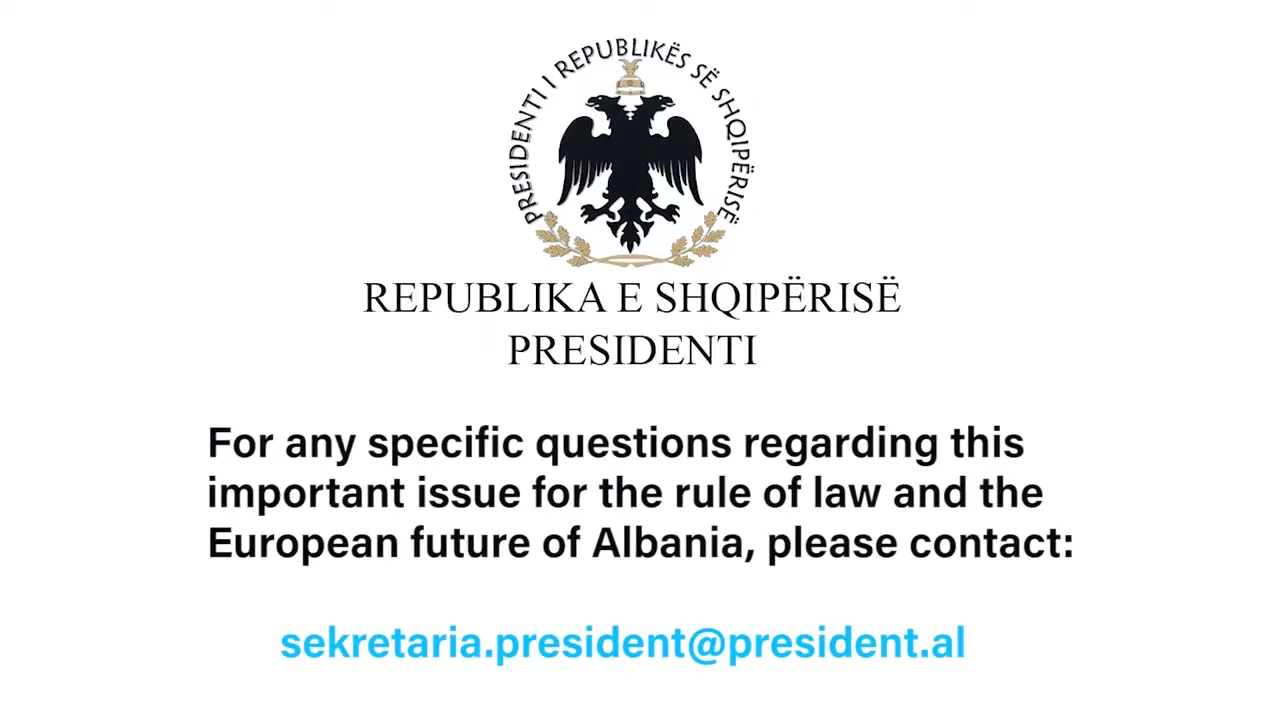 PRESIDENTI I REPUBLIKËS SË SHQIPËRISË
REPUBLIKA E SHQIPËRISË
PRESIDENTI
For any specific questions regarding this
important issue for the rule of law and the
European future of Albania, please contact:
sekretaria.president@president.al